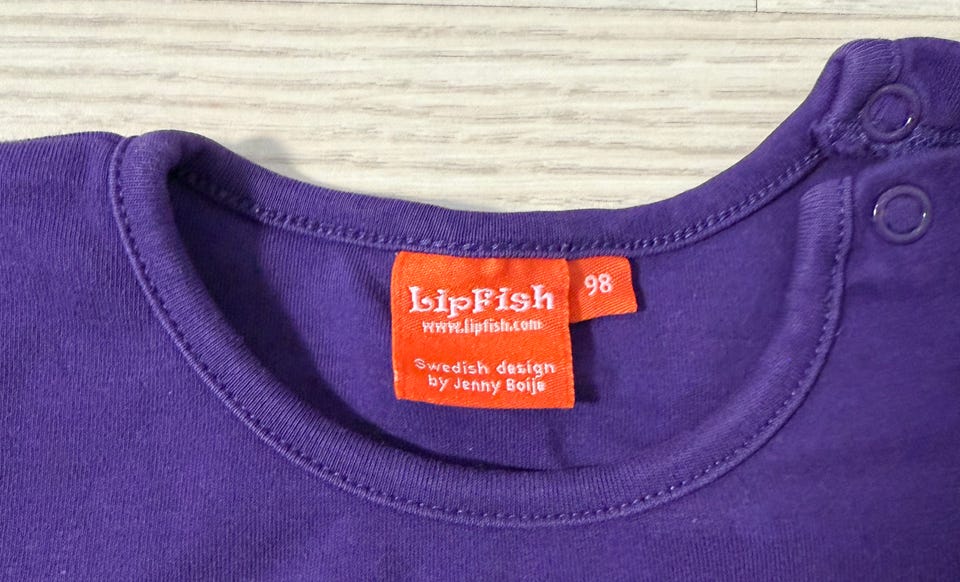 LipFish
www.lipfish.com
Swedish design
by Jenny Boije
98